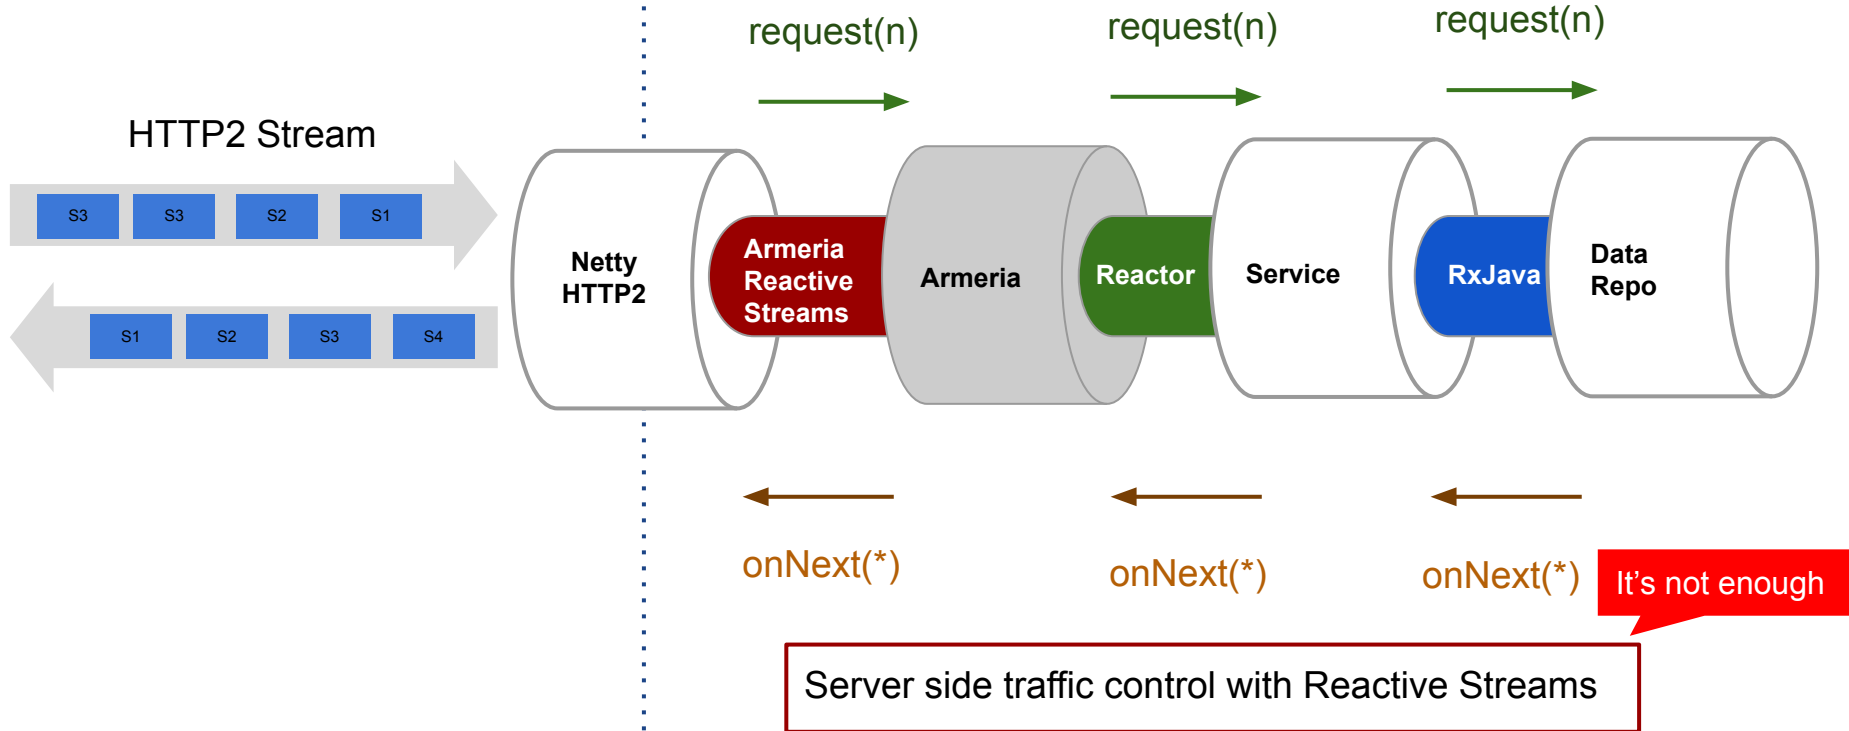 request(n)
request(n)
request(n)
HTTP2 Stream
S3
S3
S2
S1
S1
S2
S3
S4
Netty
HTTP2
Armeria
Reactive
Streams
Armeria
Reactor
Service
RxJava
Data
Repo
onNext(*)
onNext(*)
onNext(*)
It's not enough
Server side traffic control with Reactive Streams